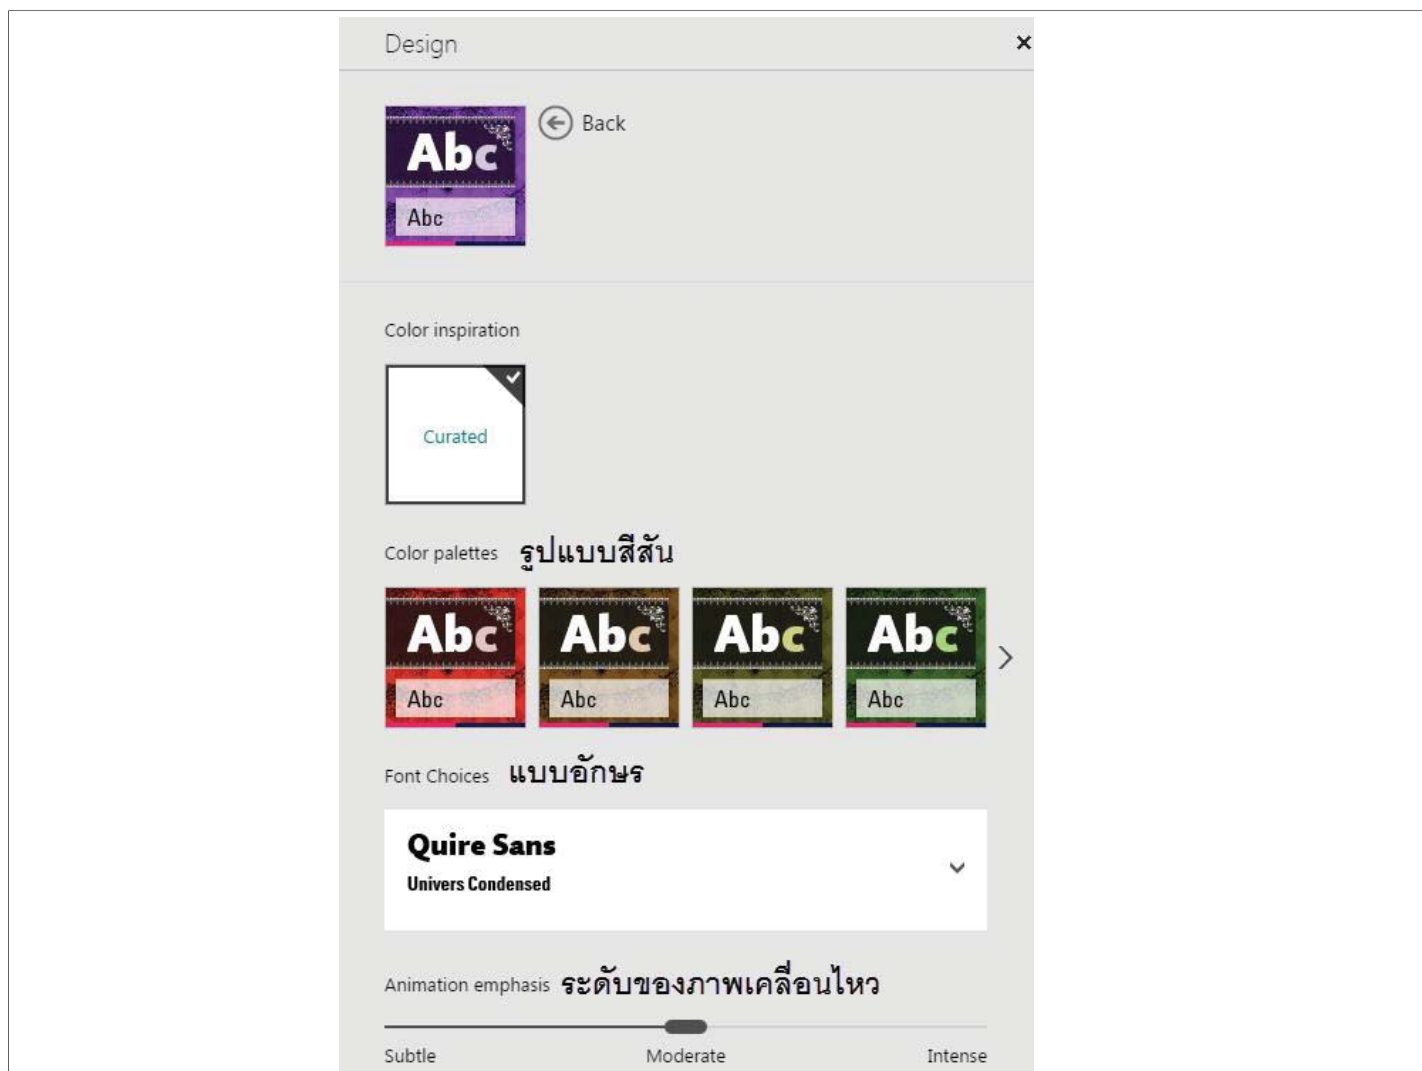 Design
Abc
Back
Abc
Color inspiration
Curated
Color palettes รูปแบบสีสัน
Abc Abc Abc Abc
Abc Abc Abc Abc
Font Choices แบบอักษร
Quire Sans
Univers Condensed
Animation emphasis ระดับของภาพเคลื่อนไหว
Subtle Moderate Intense